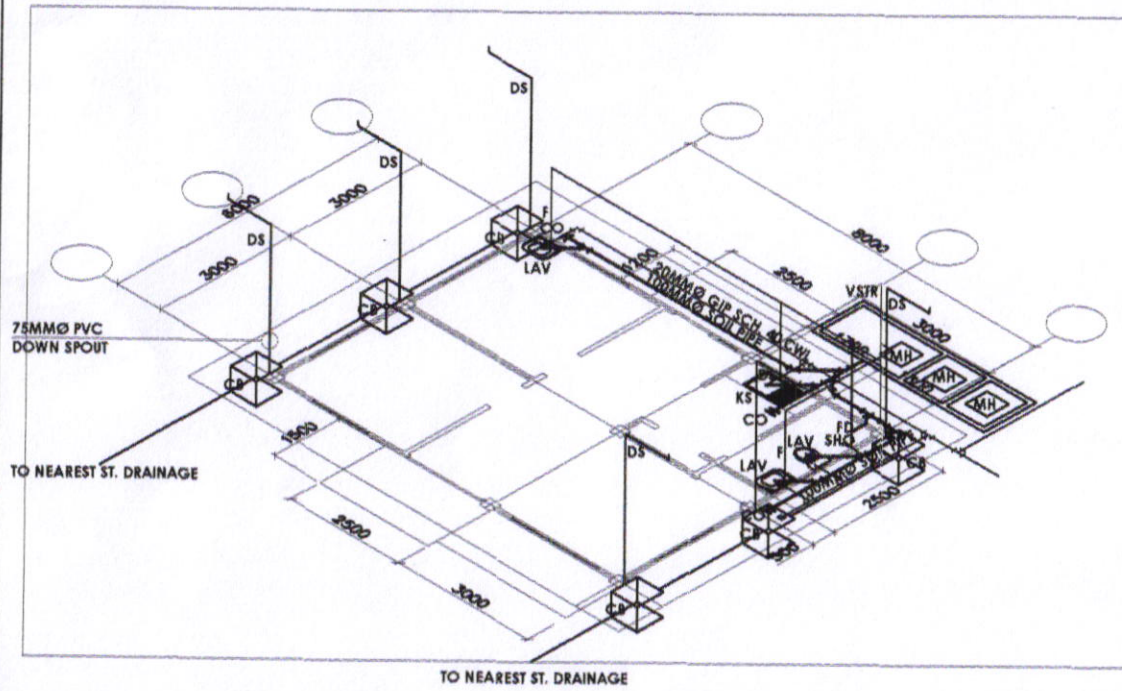 DS
DS
DS
6000
3000
3000
8000
2500
1200
20MMØ G.I.P. SCH. 40 CWL
100MMØ SOIL PIPE
VSTR
DS
3000
F
CO
CB
LAV
CB
CB
75MMØ PVC
DOWN SPOUT
MH
MH
MH
KS
CO
FD
SHO
LAV
F
LAV
DS
CB
2500
CB
1500
TO NEAREST ST. DRAINAGE
2500
3000
CB
TO NEAREST ST. DRAINAGE